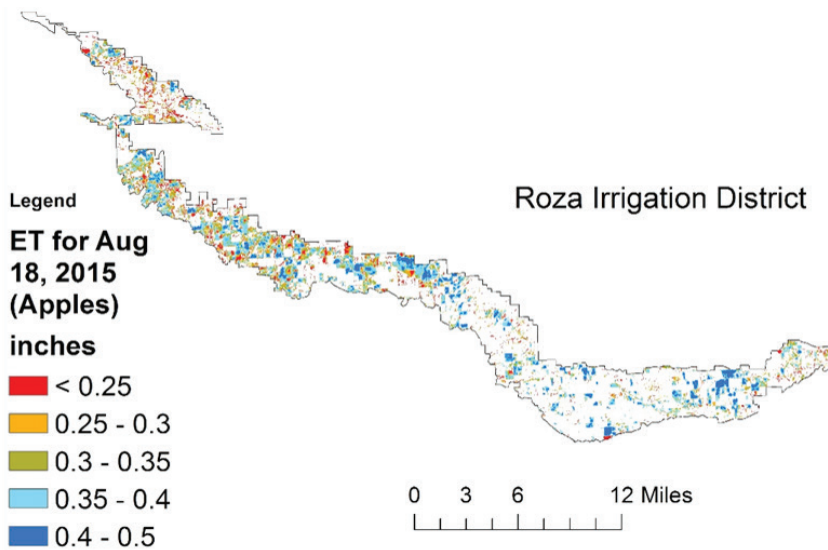 Roza Irrigation District
Legend
ET for Aug
18, 2015
(Apples)
inches
< 0.25
0.25 - 0.3
0.3 - 0.35
0.35 - 0.4
0.4 - 0.5
0 3 6 12 Miles